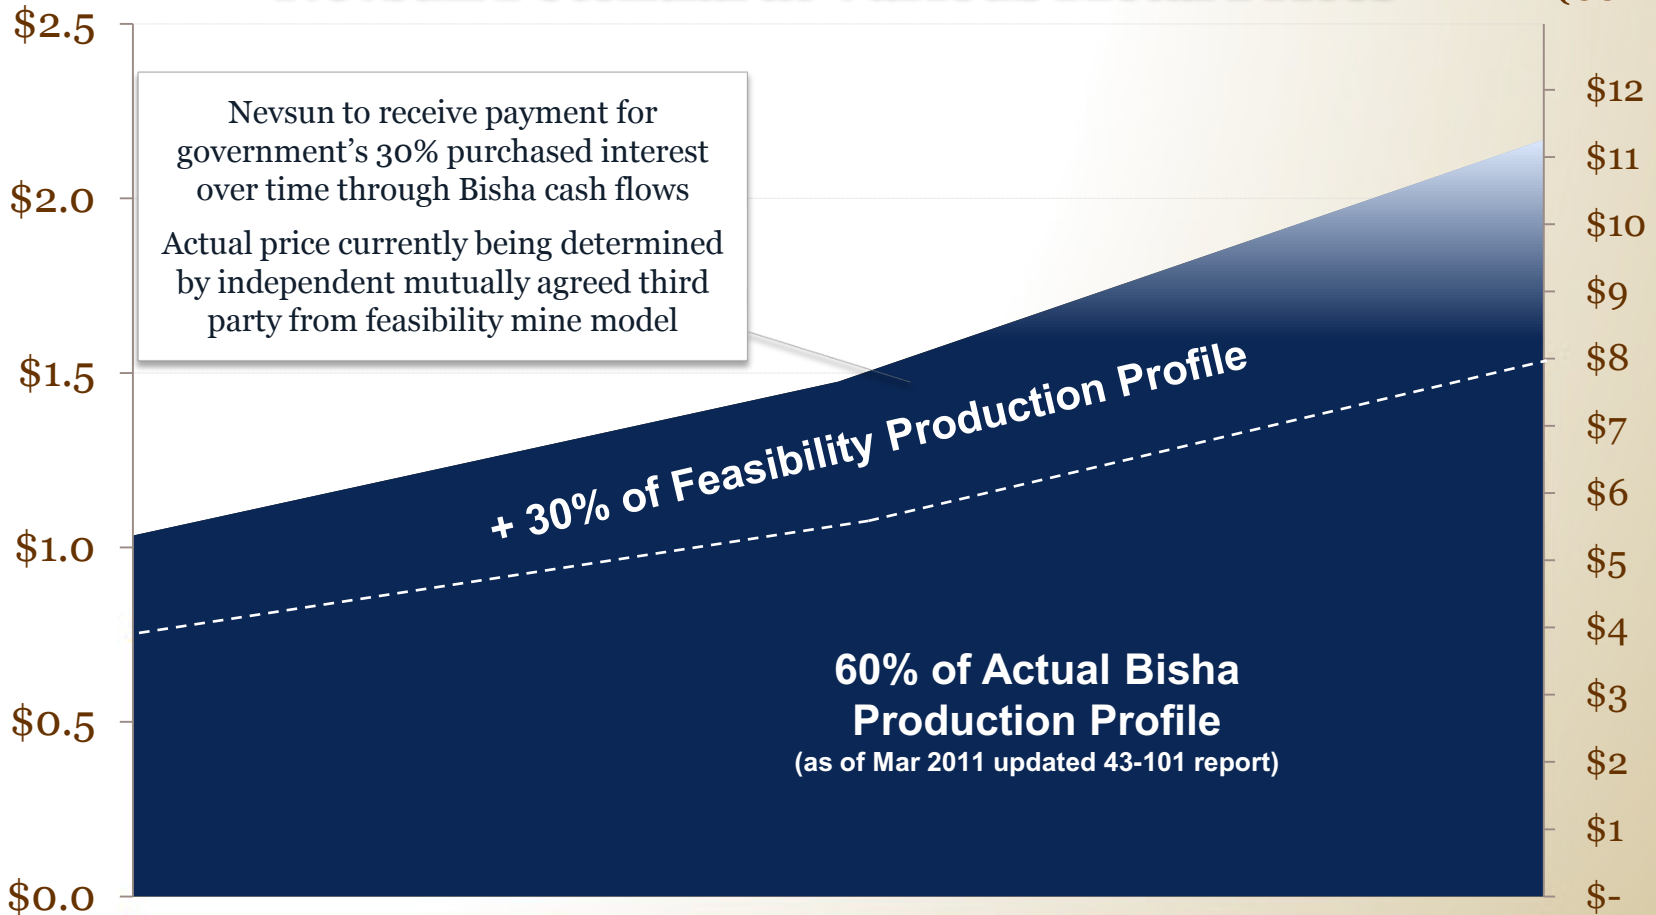 $2.5
$2.0
$1.5
$1.0
$0.5
$0.0
Nevsun to receive payment for
government’s 30% purchased interest
over time through Bisha cash flows
Actual price currently being determined
by independent mutually agreed third
party from feasibility mine model
+ 30% of Feasibility Production Profile
60% of Actual Bisha
Production Profile
(as of Mar 2011 updated 43-101 report)
$12
$11
$10
$9
$8
$7
$6
$5
$4
$3
$2
$1
$-